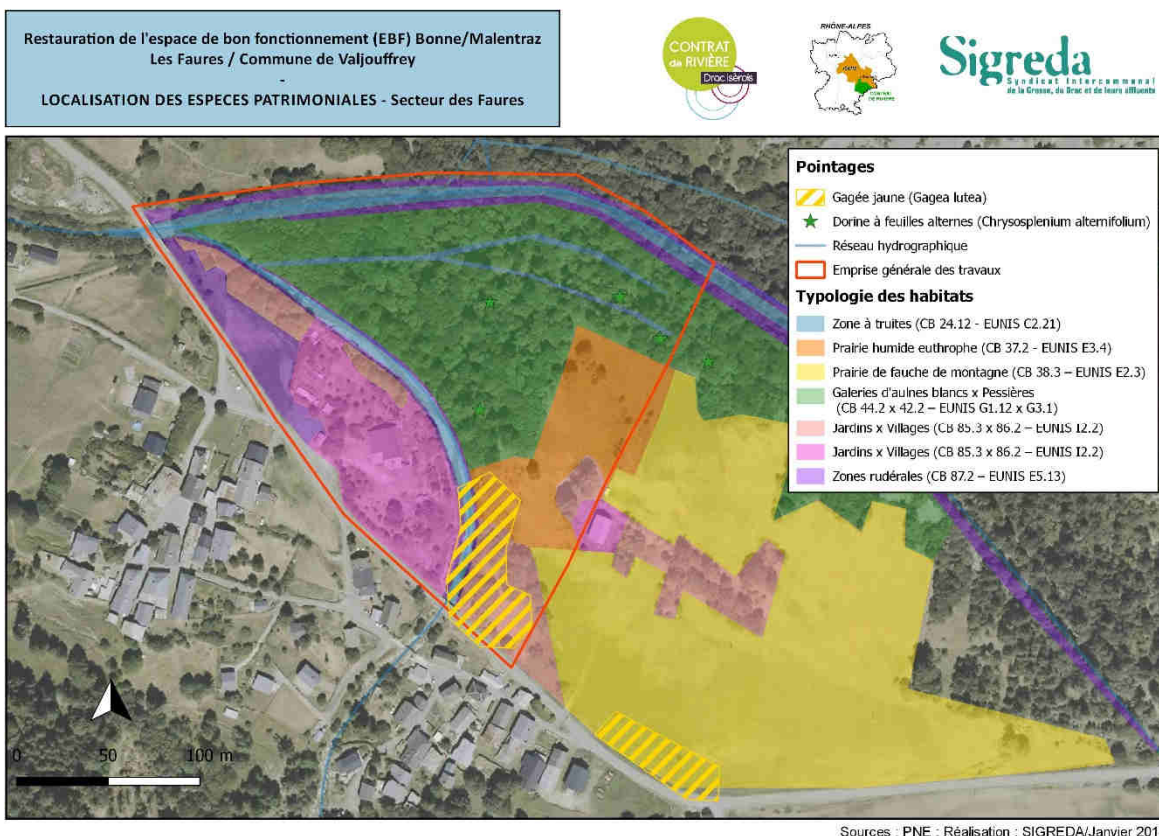 Restauration de l'espace de bon fonctionnement (EBF) Bonne/Malentraz
Les Faures / Commune de Valjouffrey
-
LOCALISATION DES ESPECES PATRIMONIALES - Secteur des Faures
CONTRAT
de RIVIÈRE
Drac isèrois
RHÔNE-ALPES
CONTRAT
DE RIVIERE
Sigreda
Syndicat Intercommunal
de la Gresse, du Drac et de leurs affluents
Pointages
Gagée jaune (Gagea lutea)
Dorine à feuilles alternes (Chrysosplenium alternifolium)
Réseau hydrographique
Emprise générale des travaux
Typologie des habitats
Zone à truites (CB 24.12 - EUNIS C2.21)
Prairie humide euthrophe (CB 37.2 - EUNIS E3.4)
Prairie de fauche de montagne (CB 38.3 – EUNIS E2.3)
Galeries d'aulnes blancs x Pessières
(CB 44.2 x 42.2 – EUNIS G1.12 x G3.1)
Jardins x Villages (CB 85.3 x 86.2 – EUNIS I2.2)
Jardins x Villages (CB 85.3 x 86.2 – EUNIS I2.2)
Zones rudérales (CB 87.2 – EUNIS E5.13)
0 50 100 m
Sources : PNE ; Réalisation : SIGREDA/Janvier 201